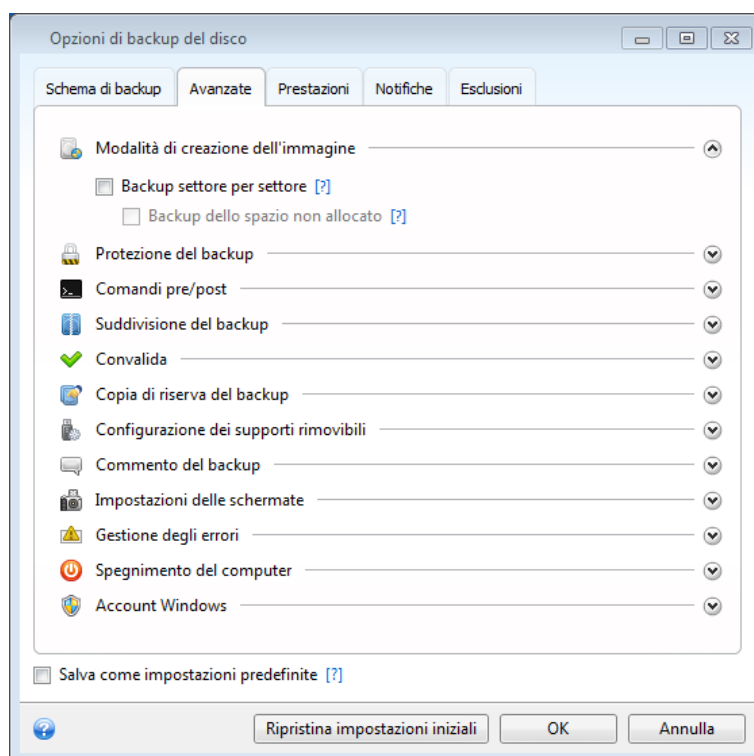 Opzioni di backup del disco
Schema di backup Avanzate Prestazioni Notifiche Esclusioni
Modalità di creazione dell'immagine
Backup settore per settore [?]
Backup dello spazio non allocato [?]
Protezione del backup
Comandi pre/post
Suddivisione del backup
Convalida
Copia di riserva del backup
Configurazione dei supporti rimovibili
Commento del backup
Impostazioni delle schermate
Gestione degli errori
Spegnimento del computer
Account Windows
Salva come impostazioni predefinite [?]
Ripristina impostazioni iniziali OK Annulla